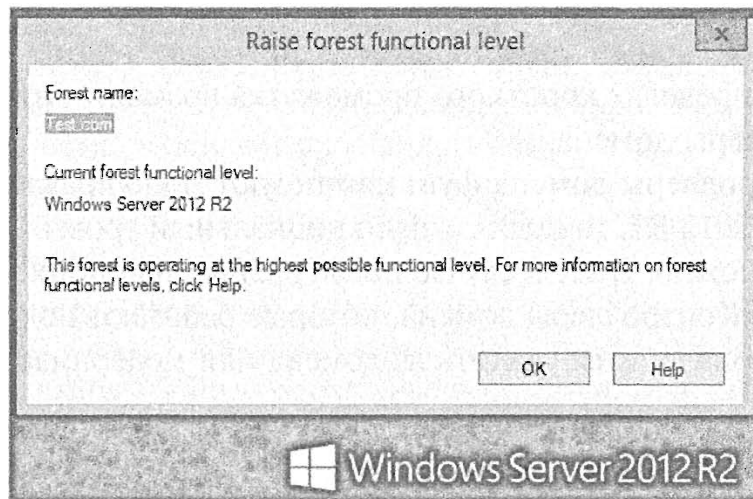 Raise forest functional level
x
Forest name:
Test.com
Current forest functional level:
Windows Server 2012 R2
This forest is operating at the highest possible functional level. For more information on forest
functional levels, click Help.
OK
Help
Windows Server 2012 R2